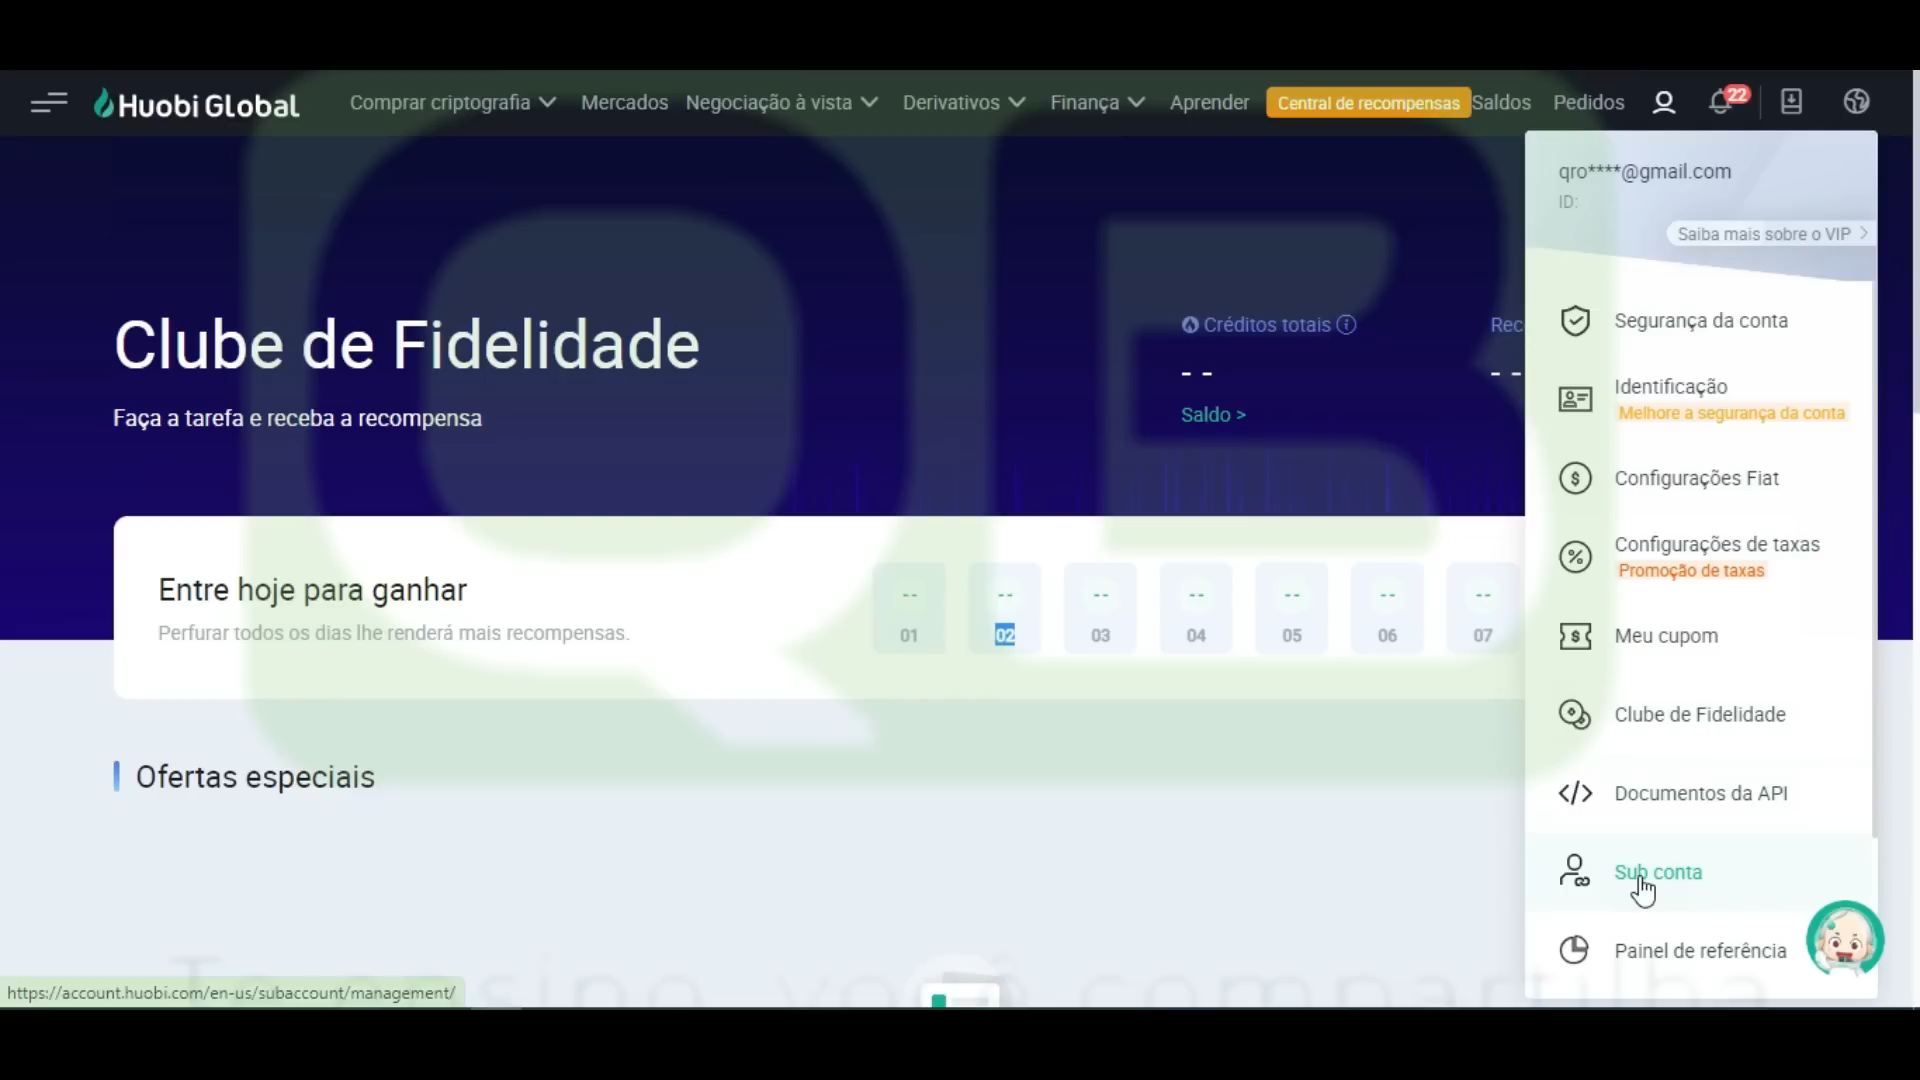 Huobi Global
Comprar criptografia
Mercados
Negociação à vista
Derivativos
Finança
Aprender
Central de recompensas
Saldos
Pedidos
22
qro****@gmail.com
ID:
Saiba mais sobre o VIP >
Segurança da conta
Identificação
Melhore a segurança da conta
Configurações Fiat
Configurações de taxas
Promoção de taxas
Meu cupom
Clube de Fidelidade
Documentos da API
Sub conta
Painel de referência
QB
Clube de Fidelidade
Faça a tarefa e receba a recompensa
Créditos totais
- -
Saldo >
Rec
- -
Entre hoje para ganhar
Perfurar todos os dias lhe renderá mais recompensas.
-- -- -- -- -- -- --
01 02 03 04 05 06 07
Ofertas especiais
você compartilha
https://account.huobi.com/en-us/subaccount/management/